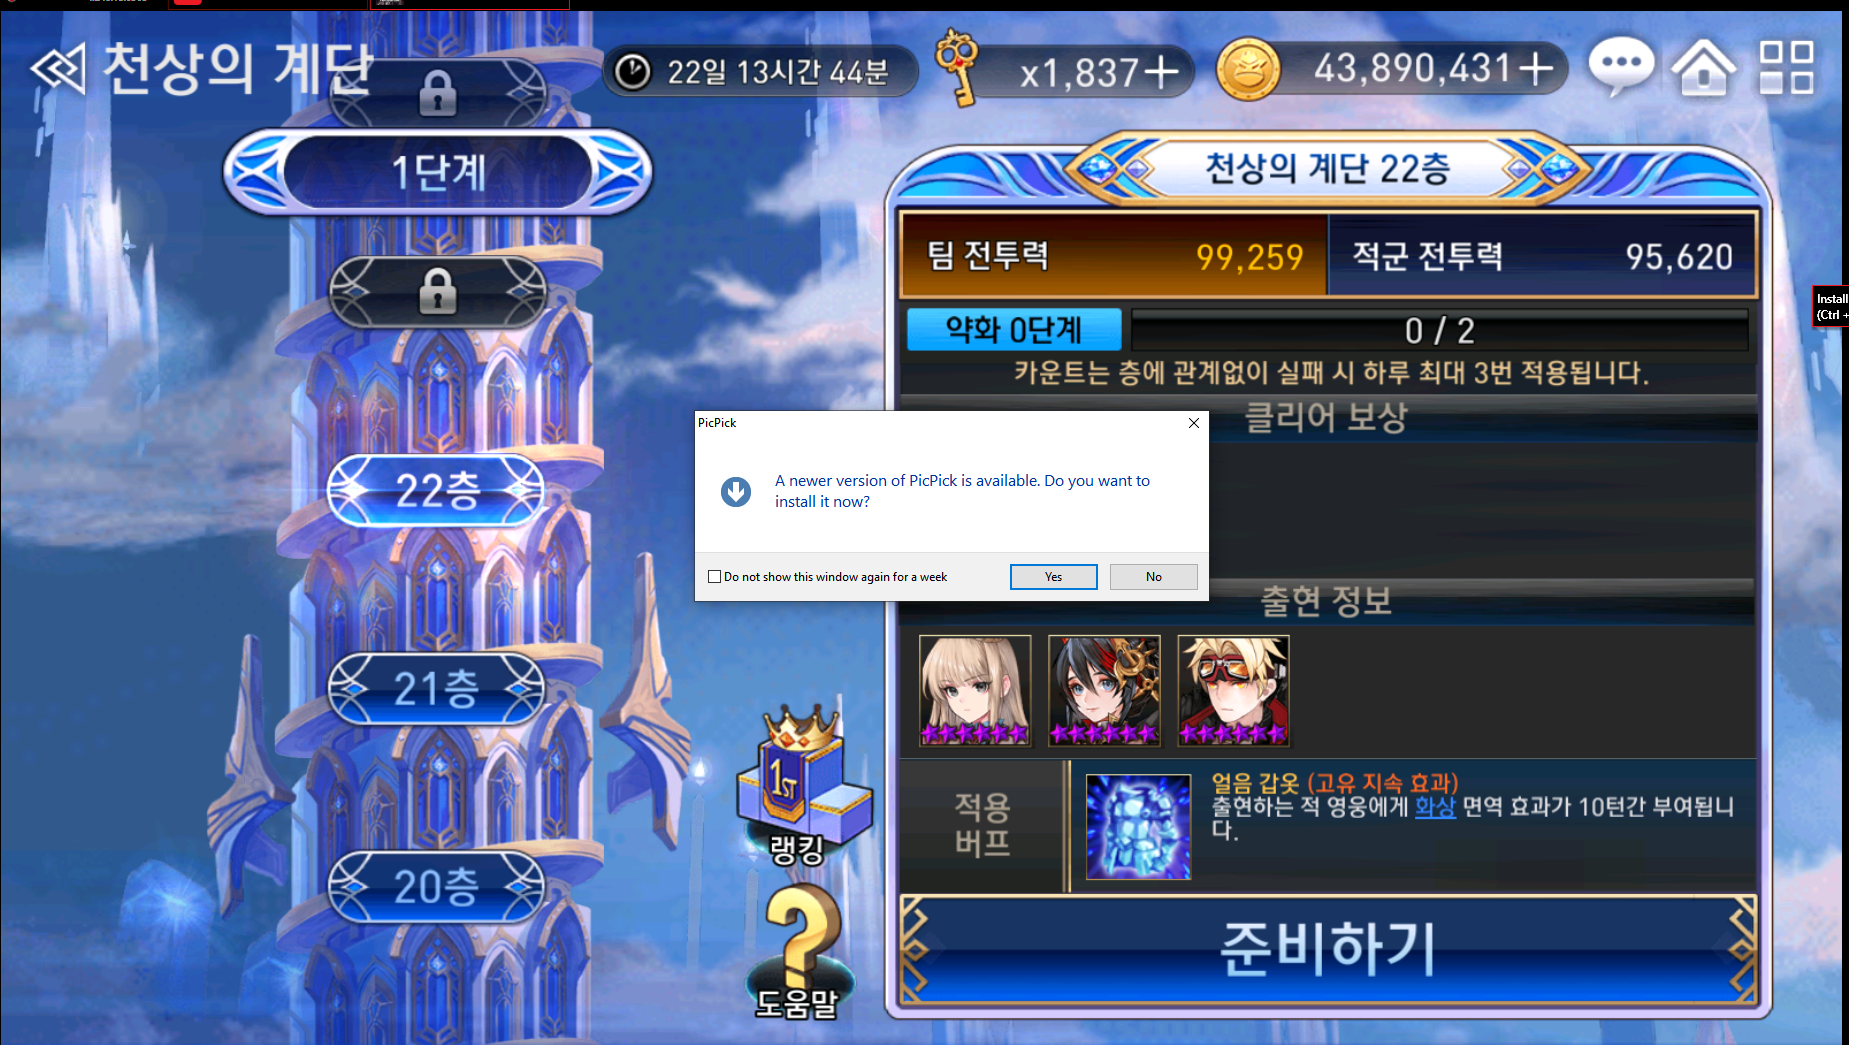 천상의 계단
22일 13시간 44분
x1,837
43,890,431
1단계
천상의 계단 22층
팀 전투력
99,259
적군 전투력
95,620
Install
(Ctrl +
약화 0단계
0 / 2
카운트는 층에 관계없이 실패 시 하루 최대 3번 적용됩니다.
클리어 보상
PicPick
A newer version of PicPick is available. Do you want to
install it now?
Do not show this window again for a week
Yes
No
22층
출현 정보
21층
1ST
랭킹
적용
버프
얼음 갑옷 (고유 지속 효과)
출현하는 적 영웅에게 화상 면역 효과가 10턴간 부여됩니
다.
20층
준비하기
도움말